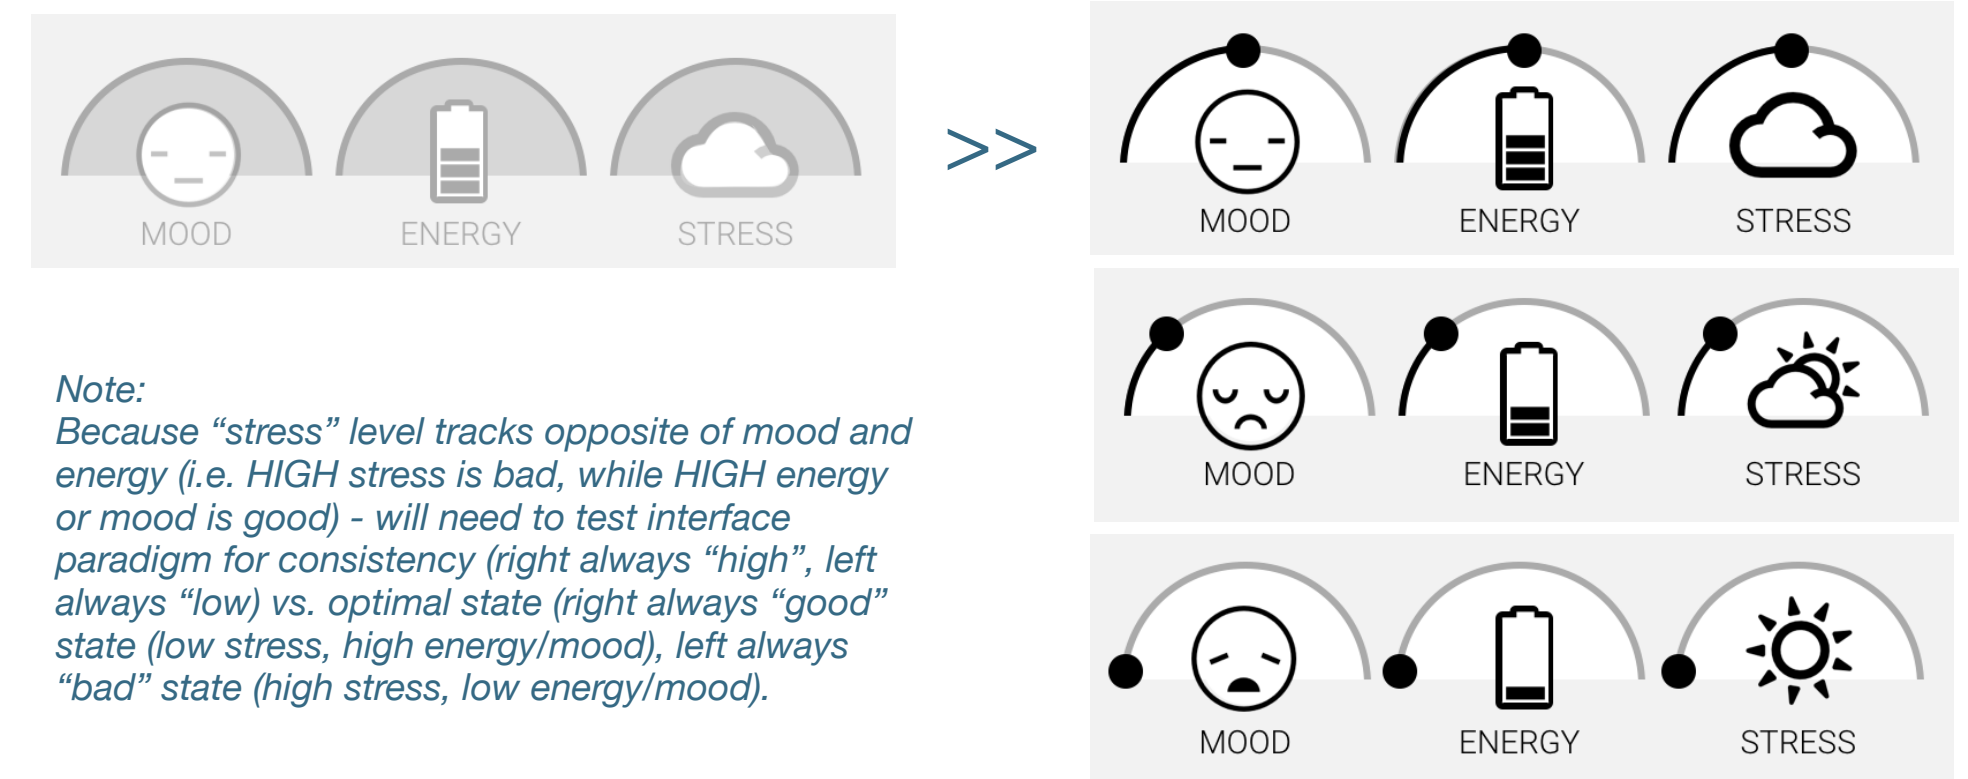 MOOD ENERGY STRESS
>>
MOOD ENERGY STRESS
MOOD ENERGY STRESS
MOOD ENERGY STRESS
Note:
Because “stress” level tracks opposite of mood and
energy (i.e. HIGH stress is bad, while HIGH energy
or mood is good) - will need to test interface
paradigm for consistency (right always “high”, left
always “low) vs. optimal state (right always “good”
state (low stress, high energy/mood), left always
“bad” state (high stress, low energy/mood).